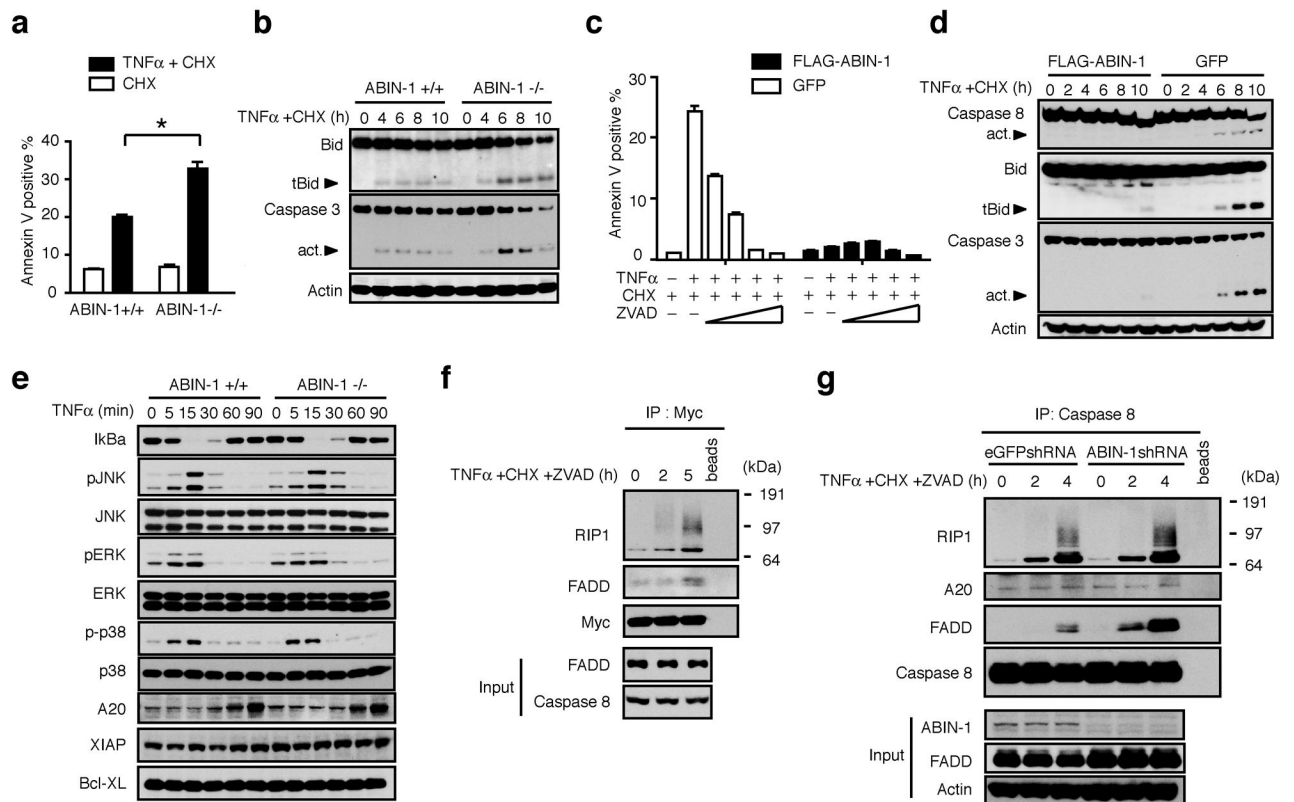 a
TNFα + CHX
CHX
*
40
30
20
10
0
Annexin V positive %
ABIN-1+/+ ABIN-1-/-
b
ABIN-1 +/+ ABIN-1 -/-
TNFα +CHX (h) 0 4 6 8 10 0 4 6 8 10
Bid
tBid
Caspase 3
act.
Actin
c
FLAG-ABIN-1
GFP
30
20
10
0
Annexin V positive %
TNFα − + + + + + − + + + + +
CHX + + + + + + + + + + + +
ZVAD − − − −
d
FLAG-ABIN-1 GFP
TNFα +CHX (h) 0 2 4 6 8 10 0 2 4 6 8 10
Caspase 8
act.
Bid
tBid
Caspase 3
act.
Actin
e
ABIN-1 +/+ ABIN-1 -/-
TNFα (min) 0 5 15 30 60 90 0 5 15 30 60 90
IkBa
pJNK
JNK
pERK
ERK
p-p38
p38
A20
XIAP
Bcl-XL
f
IP : Myc
beads
TNFα +CHX +ZVAD (h) 0 2 5 (kDa)
- 191
RIP1 - 97
- 64
FADD
Myc
Input
FADD
Caspase 8
g
IP: Caspase 8
eGFPshRNA ABIN-1shRNA beads
TNFα +CHX +ZVAD (h) 0 2 4 0 2 4 (kDa)
- 191
RIP1 - 97
- 64
A20
FADD
Caspase 8
Input
ABIN-1
FADD
Actin